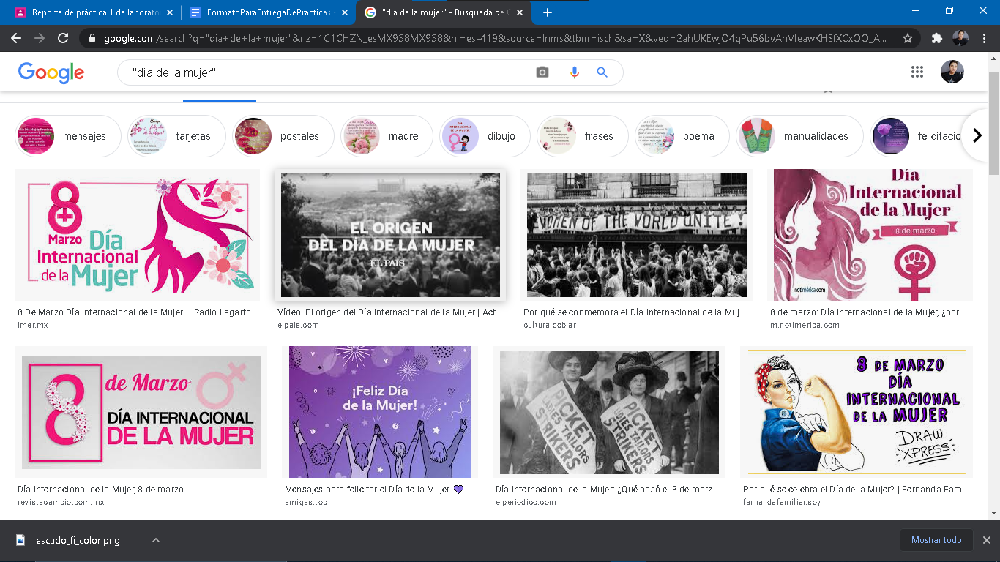 Reporte de práctica 1 de laborato
FormatoParaEntregaDePrácticas -
"dia de la mujer" - Búsqueda de G
google.com/search?q="dia+de+la+mujer"&rlz=1C1CHZN_esMX938MX938&hl=es-419&source=lnms&tbm=isch&sa=X&ved=2ahUKEwjO4qPu56bvAhVIeawKHSfXCxQQ_A...
Google
"dia de la mujer"
mensajes
tarjetas
postales
madre
dibujo
frases
poema
manualidades
felicitacio
8
Marzo
Día
Internacional
de la Mujer
EL ORIGEN
DEL DÍA DE LA MUJER
EL PAÍS
WOMEN OF THE WORLD UNITE!
Día
Internacional
de la Mujer
8 de marzo
notimérica.com
8 De Marzo Día Internacional de la Mujer – Radio Lagarto
imer.mx
Vídeo: El origen del Día Internacional de la Mujer | Act...
elpais.com
Por qué se conmemora el Día Internacional de la Muj...
cultura.gob.ar
8 de marzo: Día Internacional de la Mujer, ¿por ...
m.notimerica.com
8 de Marzo
DÍA INTERNACIONAL
DE LA MUJER
¡Feliz Día
de la Mujer!
PICKET
LADIES TAILORS
STRIKERS
PICKET
LADIES TAILORS
STRIKERS
8 DE MARZO
DÍA
INTERNACIONAL
DE LA MUJER
DRAW
XPRESS
Día Internacional de la Mujer, 8 de marzo
revistacambio.com.mx
Mensajes para felicitar el Día de la Mujer 💜 ...
amigas.top
Día Internacional de la Mujer: ¿Qué pasó el 8 de marz...
elperiodico.com
Por qué se celebra el Día de la Mujer? | Fernanda Fam...
fernandafamiliar.soy
escudo_fi_color.png
Mostrar todo